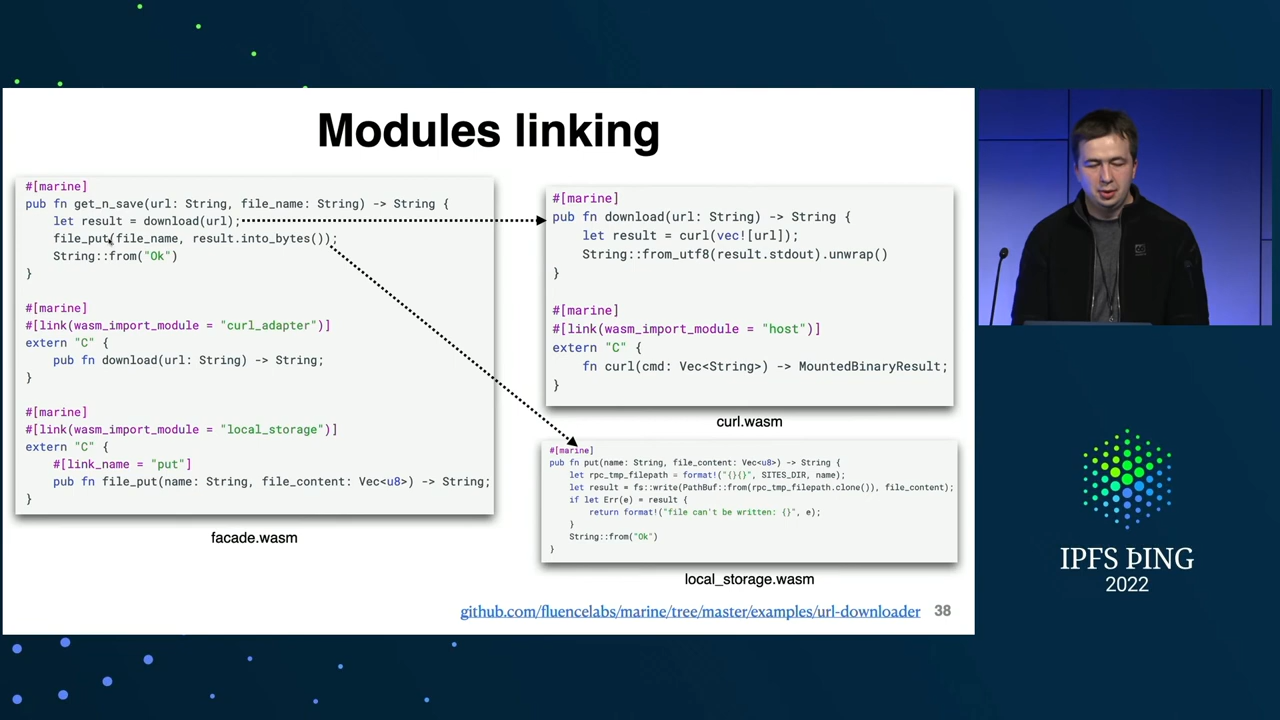 Modules linking
#[marine]
pub fn get_n_save(url: String, file_name: String) -> String {
let result = download(url);
file_put(file_name, result.into_bytes());
String::from("Ok")
}
#[marine]
#[link(wasm_import_module = "curl_adapter")]
extern "C" {
pub fn download(url: String) -> String;
}
#[marine]
#[link(wasm_import_module = "local_storage")]
extern "C" {
#[link_name = "put"]
pub fn file_put(name: String, file_content: Vec<u8>) -> String;
}
facade.wasm
#[marine]
pub fn download(url: String) -> String {
let result = curl(vec![url]);
String::from_utf8(result.stdout).unwrap()
}
#[marine]
#[link(wasm_import_module = "host")]
extern "C" {
fn curl(cmd: Vec<String>) -> MountedBinaryResult;
}
curl.wasm
#[marine]
pub fn put(name: String, file_content: Vec<u8>) -> String {
let rpc_tmp_filepath = format!("{}{}", SITES_DIR, name);
let result = fs::write(PathBuf::from(rpc_tmp_filepath.clone()), file_content);
if let Err(e) = result {
return format!("file can't be written: {}", e);
}
String::from("Ok")
}
local_storage.wasm
github.com/fluencelabs/marine/tree/master/examples/url-downloader 38
IPFS ÞING
2022